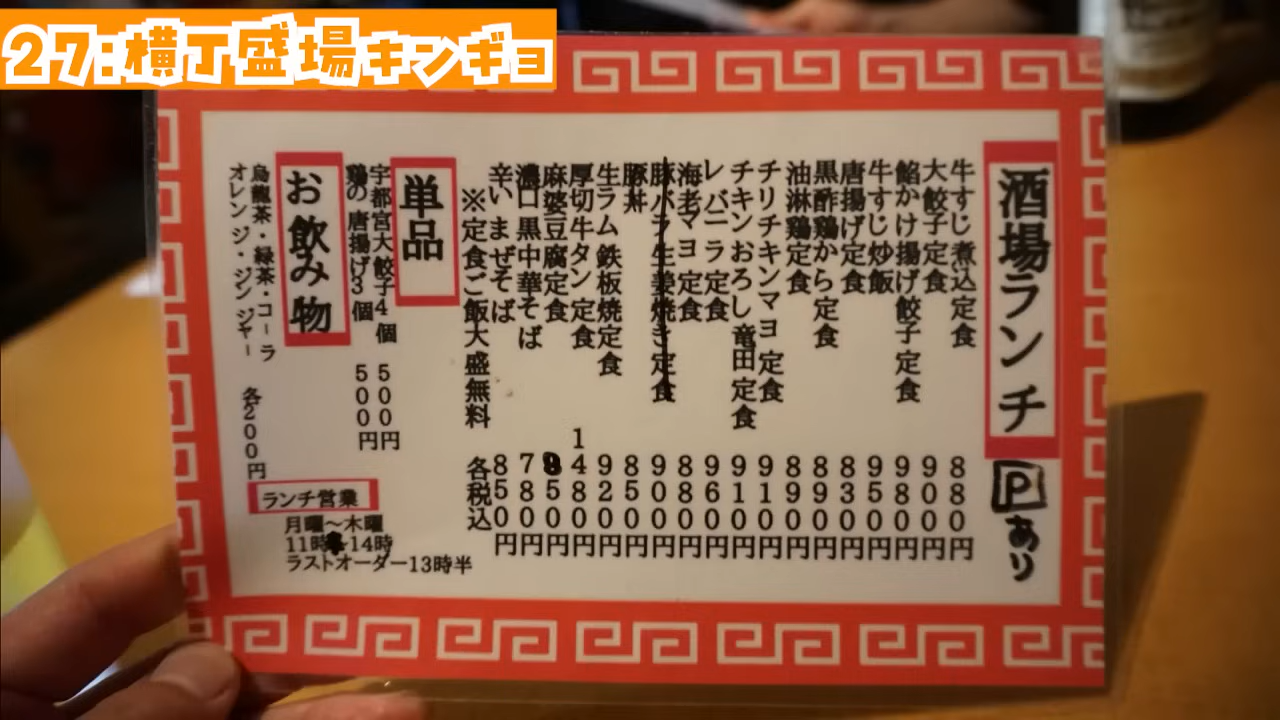 27:横丁盛場キンギョ
酒場ランチ
Pあり
牛すじ煮込定食 880円
大餃子定食 900円
餡かけ揚げ餃子定食 980円
牛すじ炒飯 950円
唐揚げ定食 830円
黒酢鶏から定食 890円
油淋鶏定食 890円
チリチキンマヨ定食 910円
チキンおろし竜田定食 910円
レバニラ定食 960円
海老マヨ定食 880円
豚バラ生姜焼き定食 900円
豚丼 850円
生ラム鉄板焼定食 920円
厚切牛タン定食 1480円
麻婆豆腐定食 50円
濃口黒中華そば 780円
辛いまぜそば 850円
※定食ご飯大盛無料 各税込
単品
宇都宮大餃子4個 500円
鶏の唐揚げ3個 500円
お飲み物
烏龍茶・緑茶・コーラ
オレンジ・ジンジャー 各200円
ランチ営業
月曜～木曜
11時 14時
ラストオーダー13時半